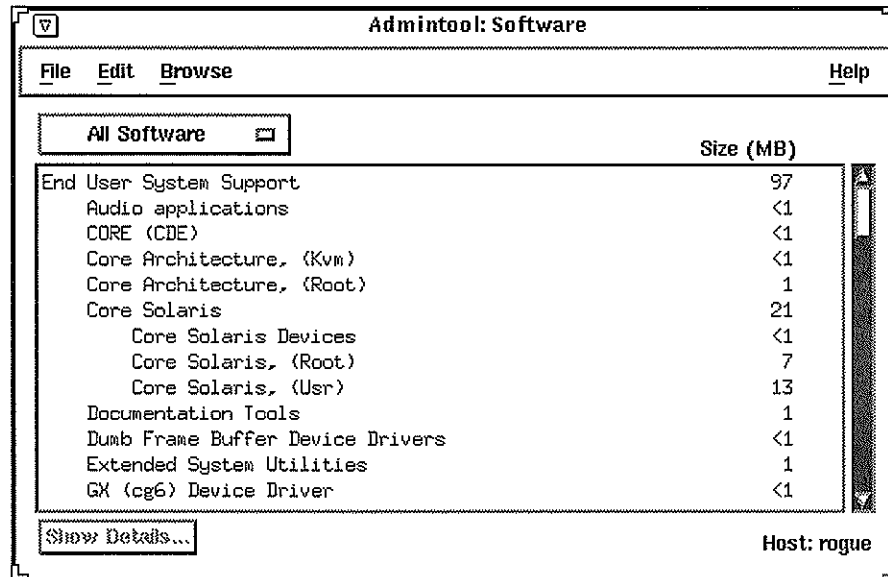 Admintool: Software
File Edit Browse Help
All Software
Size (MB)
End User System Support 97
Audio applications <1
CORE (CDE) <1
Core Architecture, (Kvm) <1
Core Architecture, (Root) 1
Core Solaris 21
Core Solaris Devices <1
Core Solaris, (Root) 7
Core Solaris, (Usr) 13
Documentation Tools 1
Dumb Frame Buffer Device Drivers <1
Extended System Utilities 1
GX (cg6) Device Driver <1
Show Details...
Host: rogue